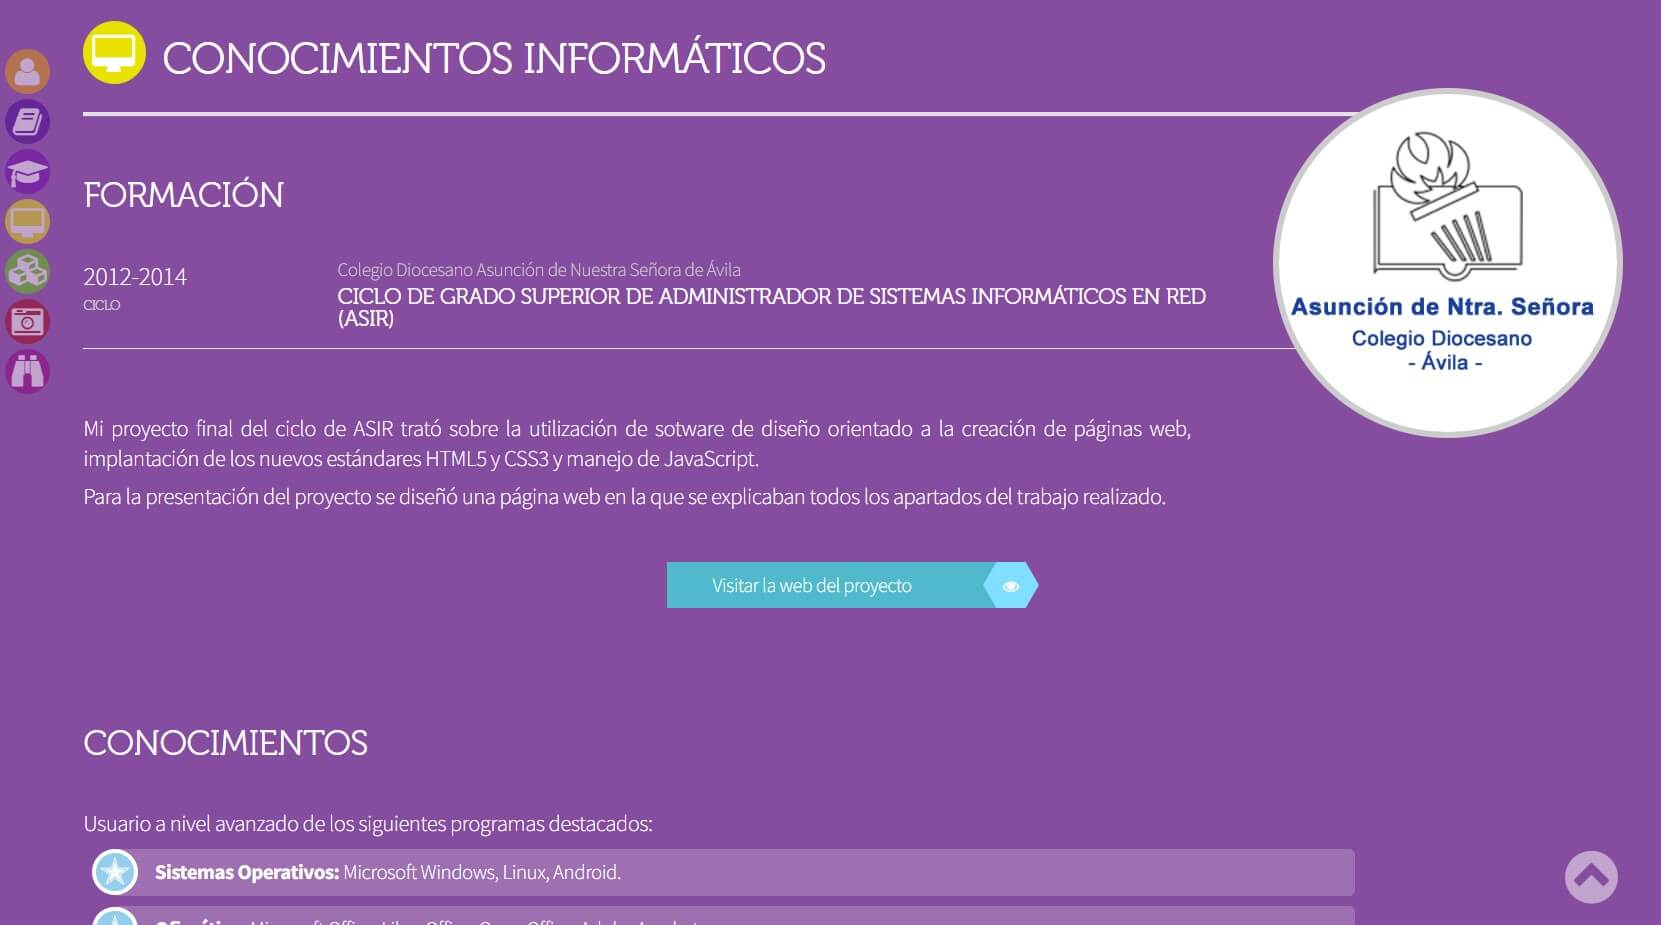 CONOCIMIENTOS INFORMÁTICOS
FORMACIÓN
2012-2014
CICLO
Colegio Diocesano Asunción de Nuestra Señora de Ávila
CICLO DE GRADO SUPERIOR DE ADMINISTRADOR DE SISTEMAS INFORMÁTICOS EN RED
(ASIR)
Asunción de Ntra. Señora
Colegio Diocesano
- Ávila -
Mi proyecto final del ciclo de ASIR trató sobre la utilización de sotware de diseño orientado a la creación de páginas web,
implantación de los nuevos estándares HTML5 y CSS3 y manejo de JavaScript.
Para la presentación del proyecto se diseñó una página web en la que se explicaban todos los apartados del trabajo realizado.
Visitar la web del proyecto
CONOCIMIENTOS
Usuario a nivel avanzado de los siguientes programas destacados:
Sistemas Operativos: Microsoft Windows, Linux, Android.